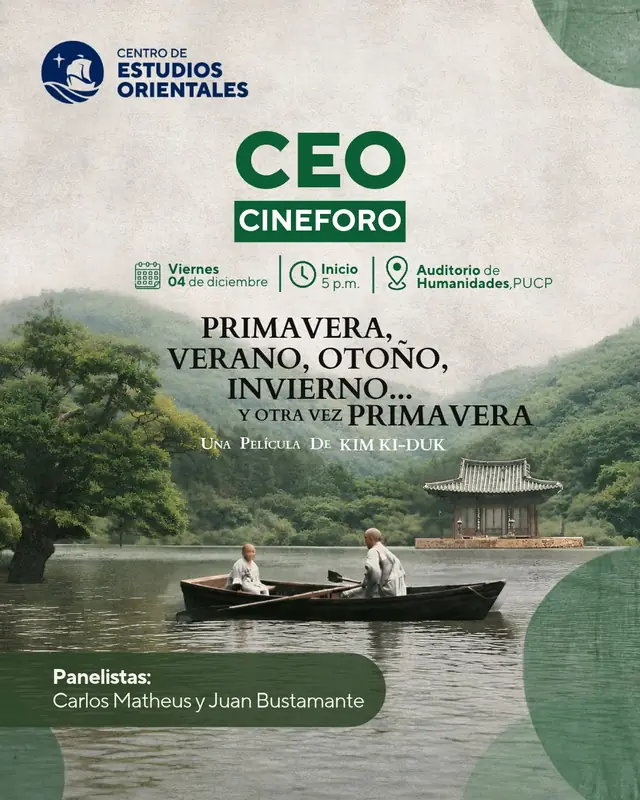 CENTRO DE
ESTUDIOS
ORIENTALES
CEO
CINEFORO
Viernes
04 de diciembre
Inicio
5 p.m.
Auditorio de
Humanidades,PUCP
PRIMAVERA,
VERANO, OTOÑO,
INVIERNO...
Y OTRA VEZ PRIMAVERA
UNA PELÍCULA DE KIM KI-DUK
Panelistas:
Carlos Matheus y Juan Bustamante